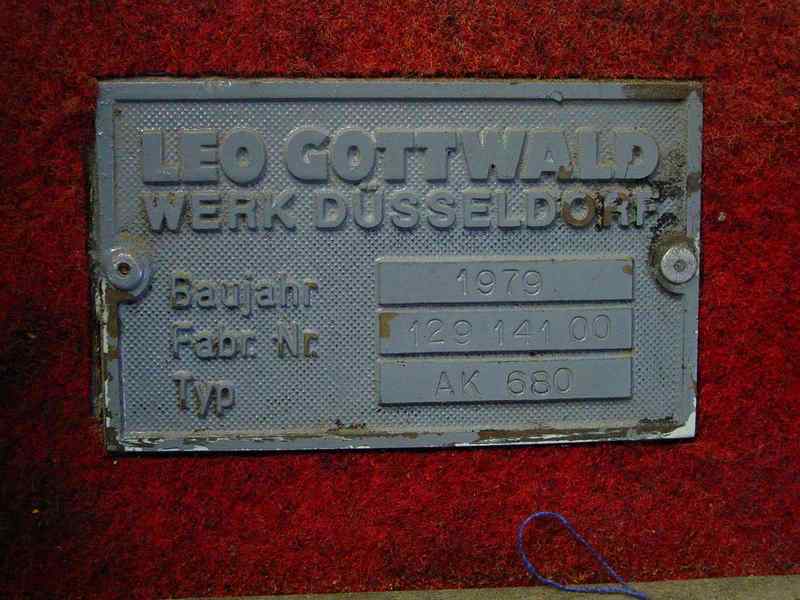 LEO GOTTWALD
WERK DÜSSELDORF
Baujahr 1979
Fabr. Nr. 129 141 00
Typ AK 680